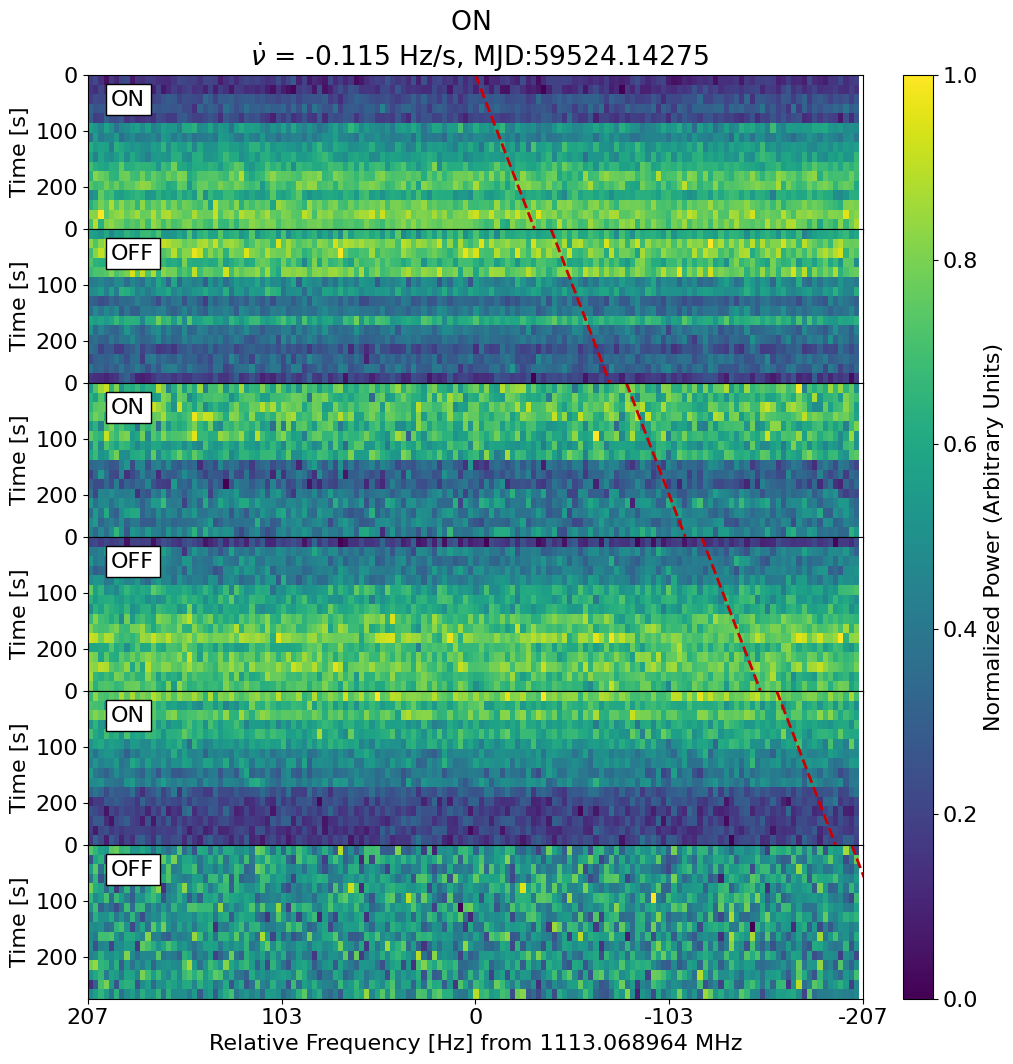 ON
ν̇ = -0.115 Hz/s, MJD:59524.14275
0
ON
Time [s]
100
200
0
OFF
Time [s]
100
200
0
ON
Time [s]
100
200
0
OFF
Time [s]
100
200
0
ON
Time [s]
100
200
0
OFF
Time [s]
100
200
207 103 0 -103 -207
Relative Frequency [Hz] from 1113.068964 MHz
1.0
0.8
0.6
0.4
0.2
0.0
Normalized Power (Arbitrary Units)